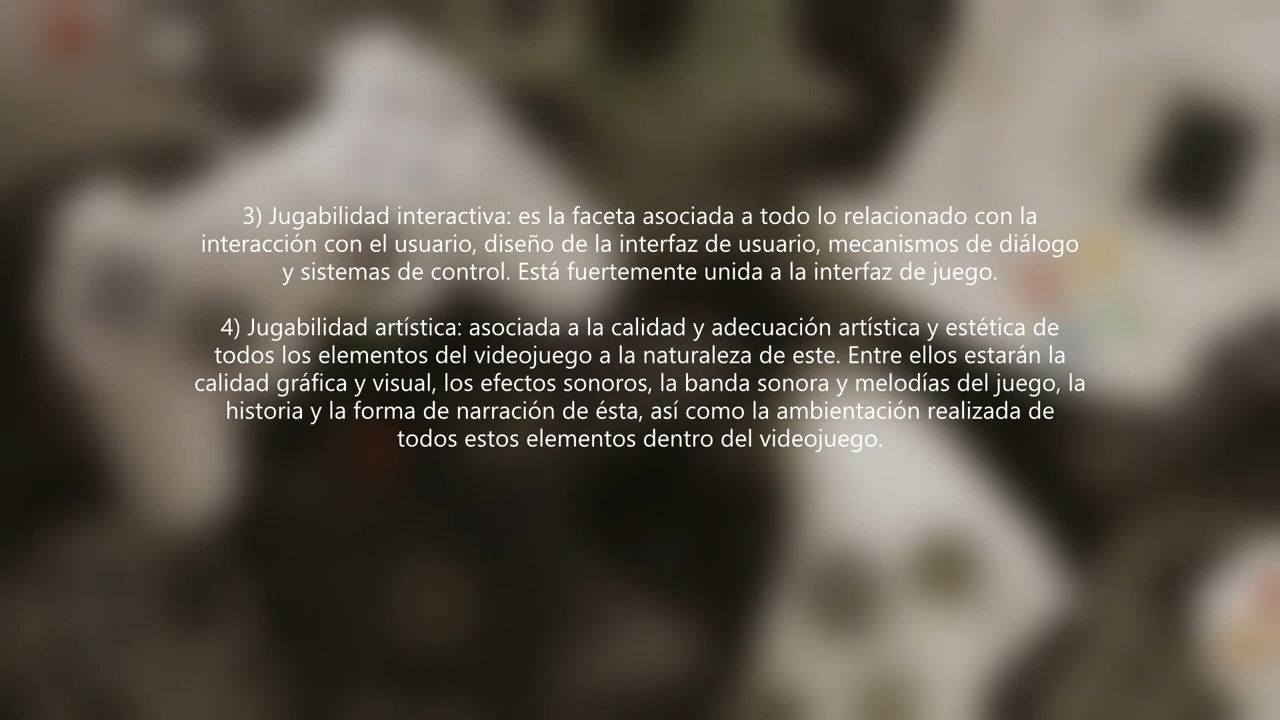 3) Jugabilidad interactiva: es la faceta asociada a todo lo relacionado con la
interacción con el usuario, diseño de la interfaz de usuario, mecanismos de diálogo
y sistemas de control. Está fuertemente unida a la interfaz de juego.
4) Jugabilidad artística: asociada a la calidad y adecuación artística y estética de
todos los elementos del videojuego a la naturaleza de este. Entre ellos estarán la
calidad gráfica y visual, los efectos sonoros, la banda sonora y melodías del juego, la
historia y la forma de narración de ésta, así como la ambientación realizada de
todos estos elementos dentro del videojuego.